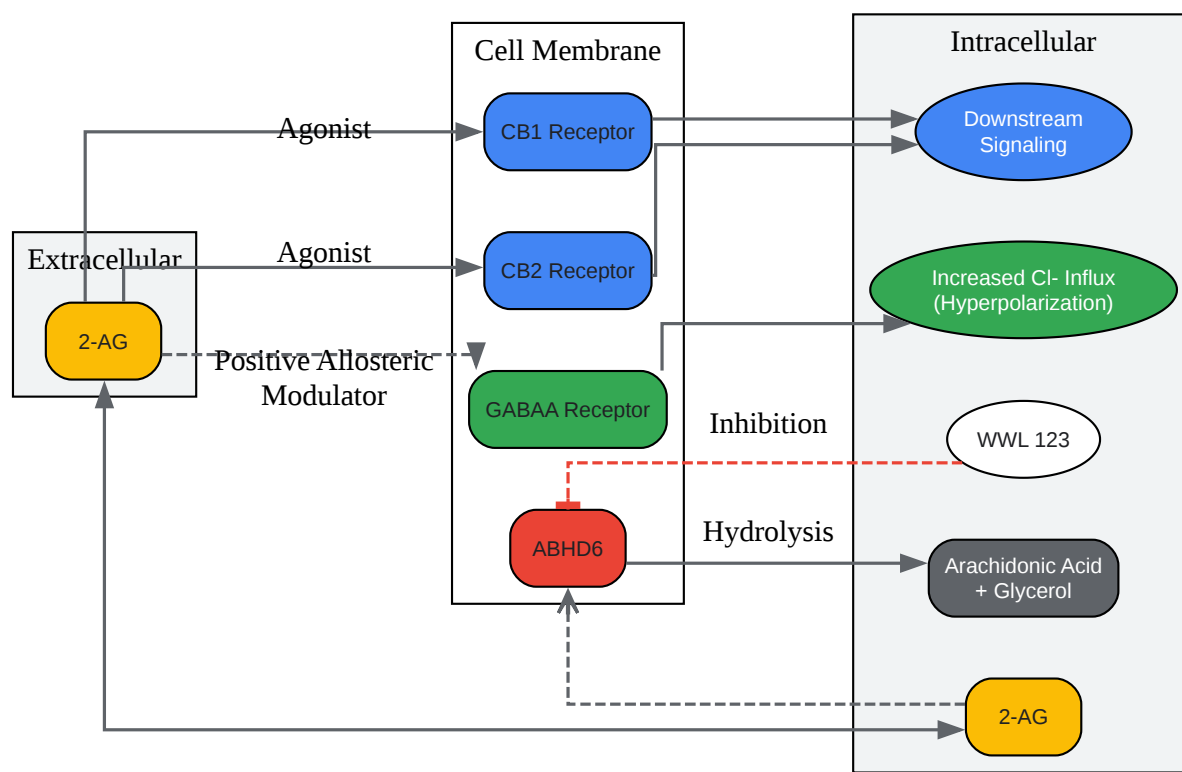 Cell Membrane
Intracellular
Agonist
CB1 Receptor
Downstream
Signaling
Extracellular
Agonist
CB2 Receptor
Increased Cl- Influx
(Hyperpolarization)
2-AG
Positive Allosteric
Modulator
GABAA Receptor
Inhibition
WWL 123
Hydrolysis
ABHD6
Arachidonic Acid
+ Glycerol
2-AG